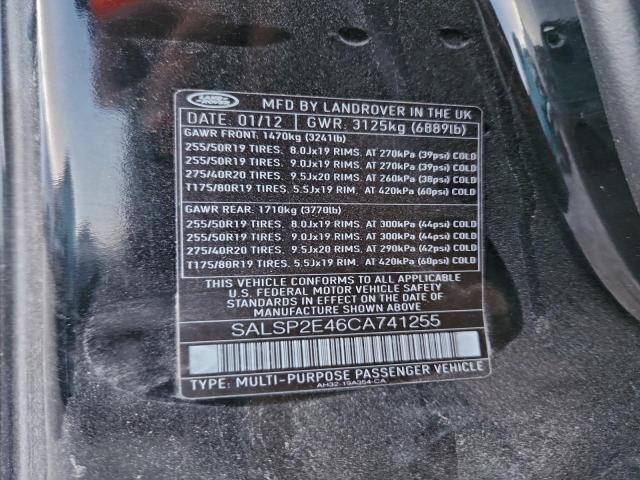 LAND ROVER
MFD BY LANDROVER IN THE UK
DATE: 01/12 GWR: 3125kg (6889lb)
GAWR FRONT: 1470kg (3241lb)
255/50R19 TIRES. 8.0Jx19 RIMS. AT 270kPa (39psi) COLD
255/50R19 TIRES. 9.0Jx19 RIMS. AT 270kPa (39psi) COLD
275/40R20 TIRES. 9.5Jx20 RIMS. AT 260kPa (38psi) COLD
T175/80R19 TIRES. 5.5Jx19 RIM. AT 420kPa (60psi) COLD
GAWR REAR: 1710kg (3770lb)
255/50R19 TIRES. 8.0Jx19 RIMS. AT 300kPa (44psi) COLD
255/50R19 TIRES. 9.0Jx19 RIMS. AT 300kPa (44psi) COLD
275/40R20 TIRES. 9.5Jx20 RIMS. AT 290kPa (42psi) COLD
T175/80R19 TIRES. 5.5Jx19 RIM. AT 420kPa (60psi) COLD
THIS VEHICLE CONFORMS TO ALL APPLICABLE
U.S. FEDERAL MOTOR VEHICLE SAFETY
STANDARDS IN EFFECT ON THE DATE OF
MANUFACTURE SHOWN ABOVE
SALSP2E46CA741255
TYPE: MULTI-PURPOSE PASSENGER VEHICLE
AH32-19A354-CA